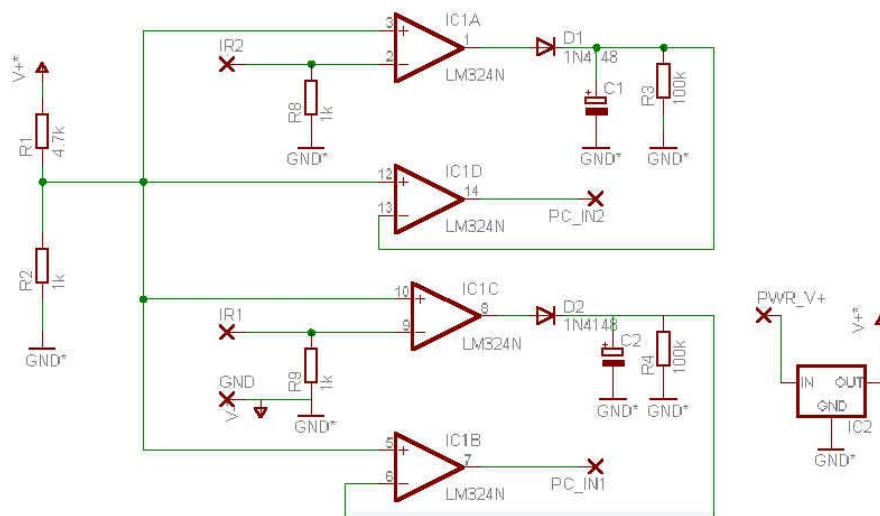 IC1A
IR2
3
2
1
D1
1N4148
LM324N
V+*
R8
1k
C1
R3
100k
GND*
GND*
GND*
R1
4.7k
IC1D
12
13
14
PC_IN2
LM324N
R2
1k
GND*
IC1C
10
9
8
D2
1N4148
IR1
LM324N
C2
R4
100k
PWR_V+
V+*
R9
1k
GND
GND*
GND*
GND*
IN
OUT
GND
IC2
GND*
IC1B
5
6
7
PC_IN1
LM324N